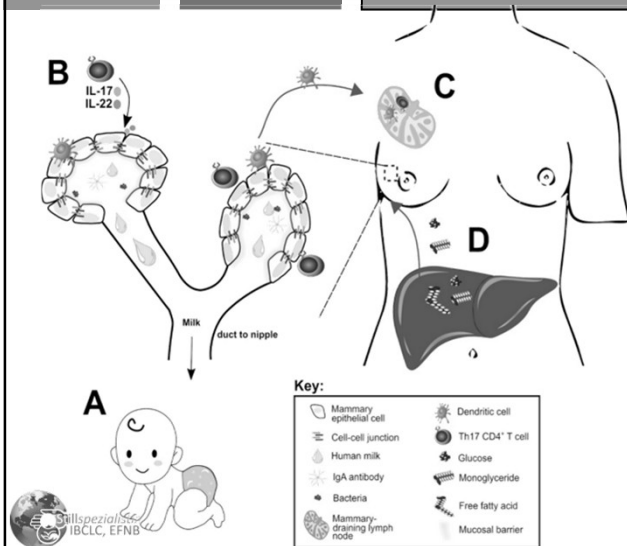 B
IL-17
IL-22
C
D
Milk
duct to nipple
A
Key:
Mammary
epithelial cell
Cell-cell junction
Human milk
IgA antibody
Bacteria
Mammary-
draining lymph
node
Dendritic cell
Th17 CD4⁺ T cell
Glucose
Monoglyceride
Free fatty acid
Mucosal barrier
Stillspezialist
IBCLC, EFNB